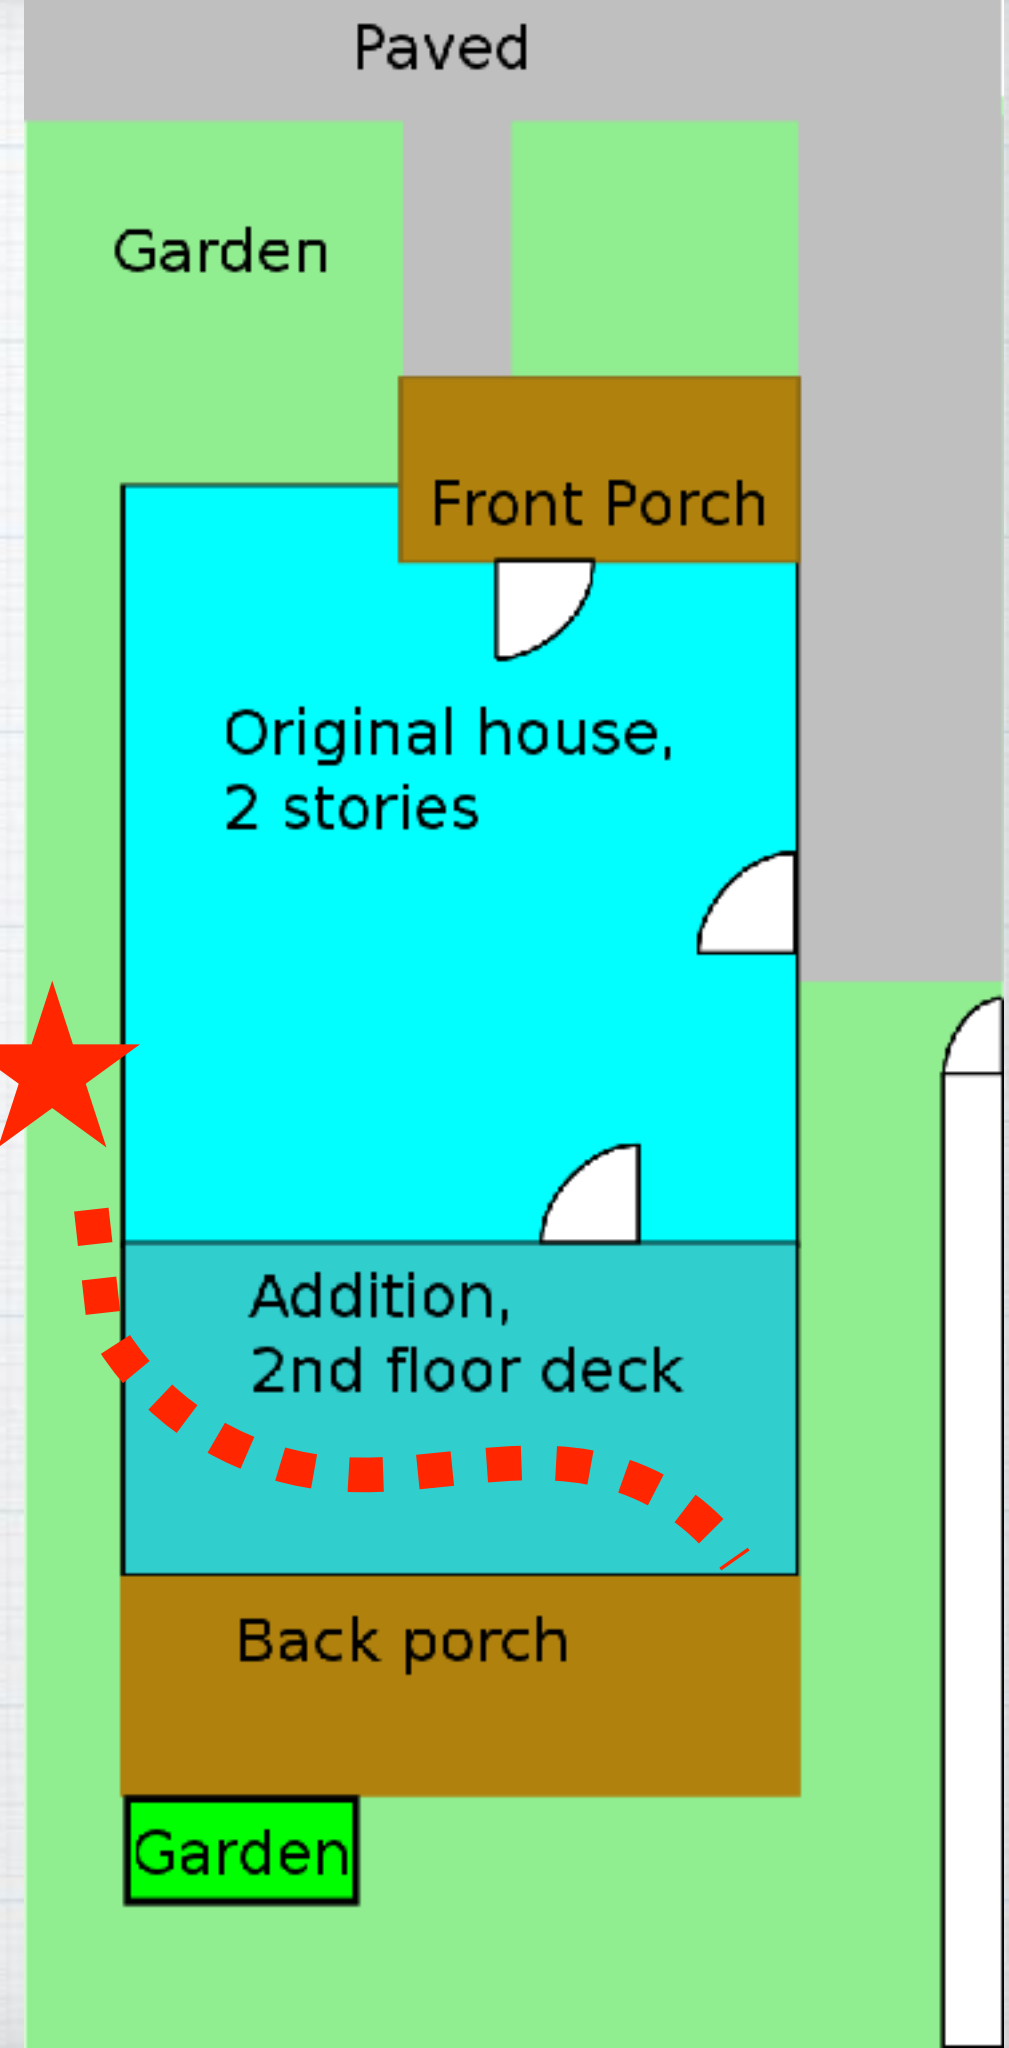 Paved
Garden
Front Porch
Original house,
2 stories
Addition,
2nd floor deck
Back porch
Garden